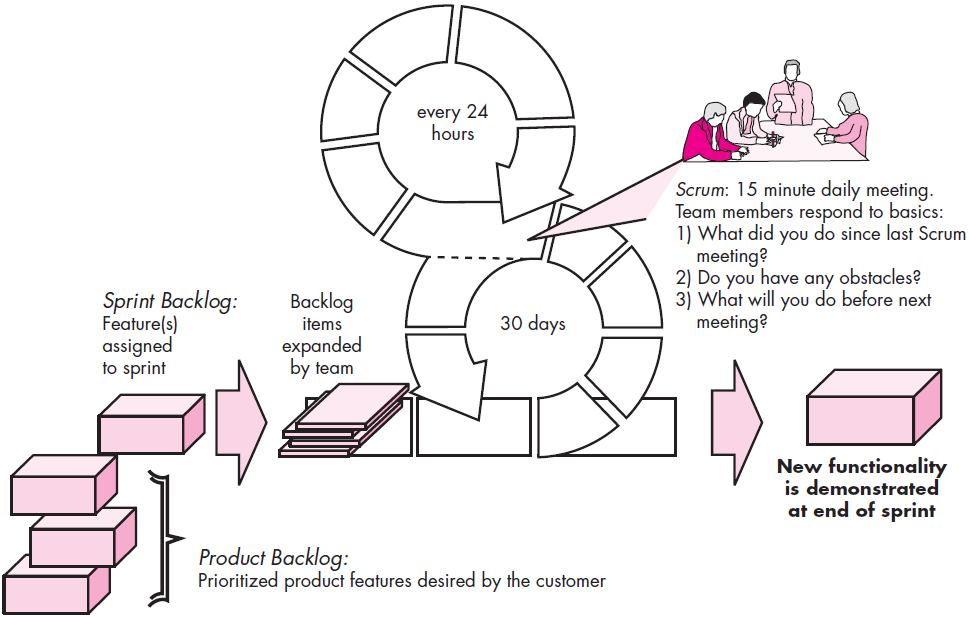 every 24
hours
Scrum: 15 minute daily meeting.
Team members respond to basics:
1) What did you do since last Scrum
meeting?
2) Do you have any obstacles?
3) What will you do before next
meeting?
Sprint Backlog:
Feature(s)
assigned
to sprint
Backlog
items
expanded
by team
30 days
New functionality
is demonstrated
at end of sprint
Product Backlog:
Prioritized product features desired by the customer